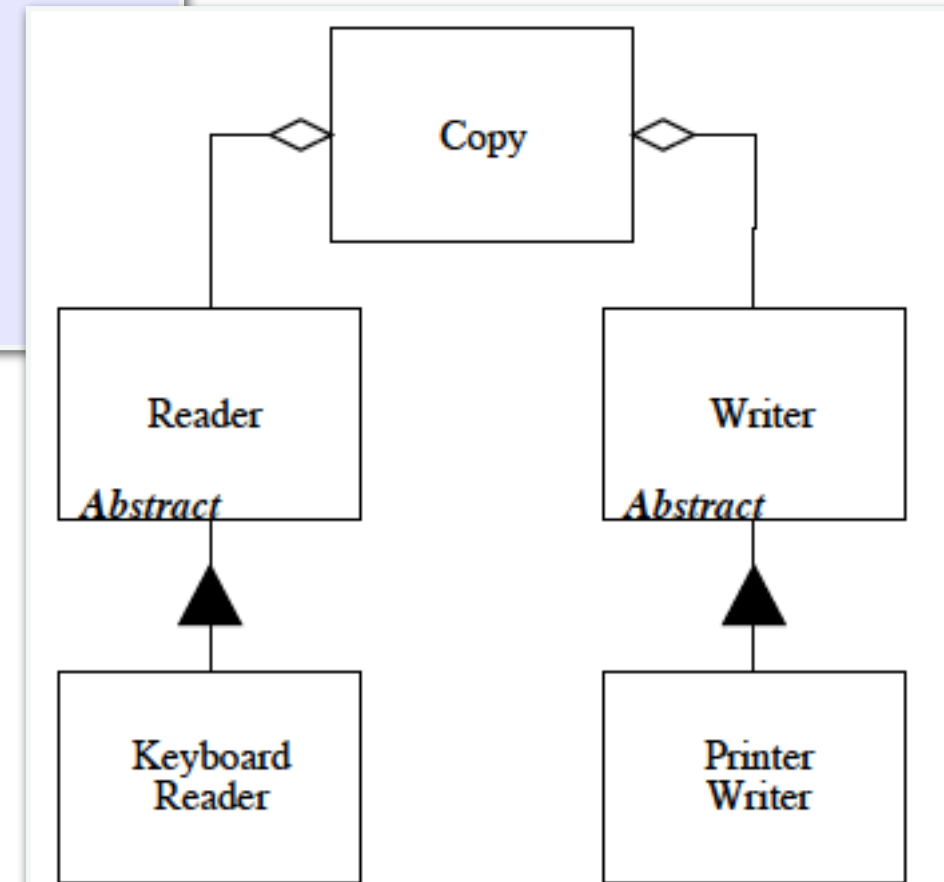 Copy
Reader
Abstract
Writer
Abstract
Keyboard
Reader
Printer
Writer